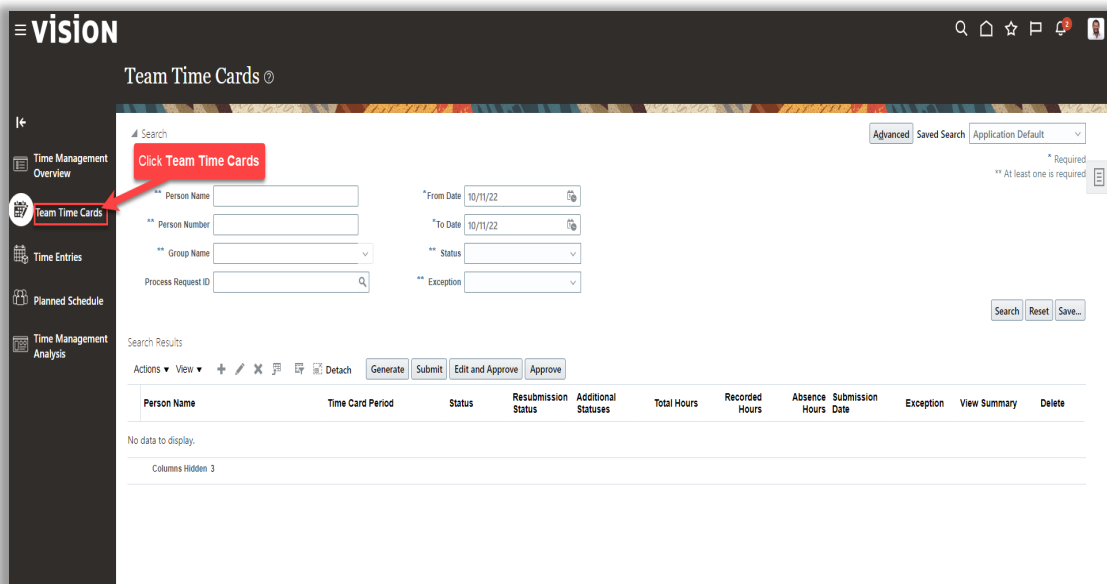 vision
2
Team Time Cards
Search
Advanced Saved Search Application Default
* Required
** At least one is required
Time Management
Overview
Team Time Cards
Time Entries
Planned Schedule
Time Management
Analysis
Click Team Time Cards
** Person Name
*From Date 10/11/22
** Person Number
*To Date 10/11/22
** Group Name
** Status
Process Request ID
** Exception
Search Reset Save...
Search Results
Actions View Detach Generate Submit Edit and Approve Approve
Person Name Time Card Period Status Resubmission Status Additional Statuses Total Hours Recorded Hours Absence Hours Submission Date Exception View Summary Delete
No data to display.
Columns Hidden 3